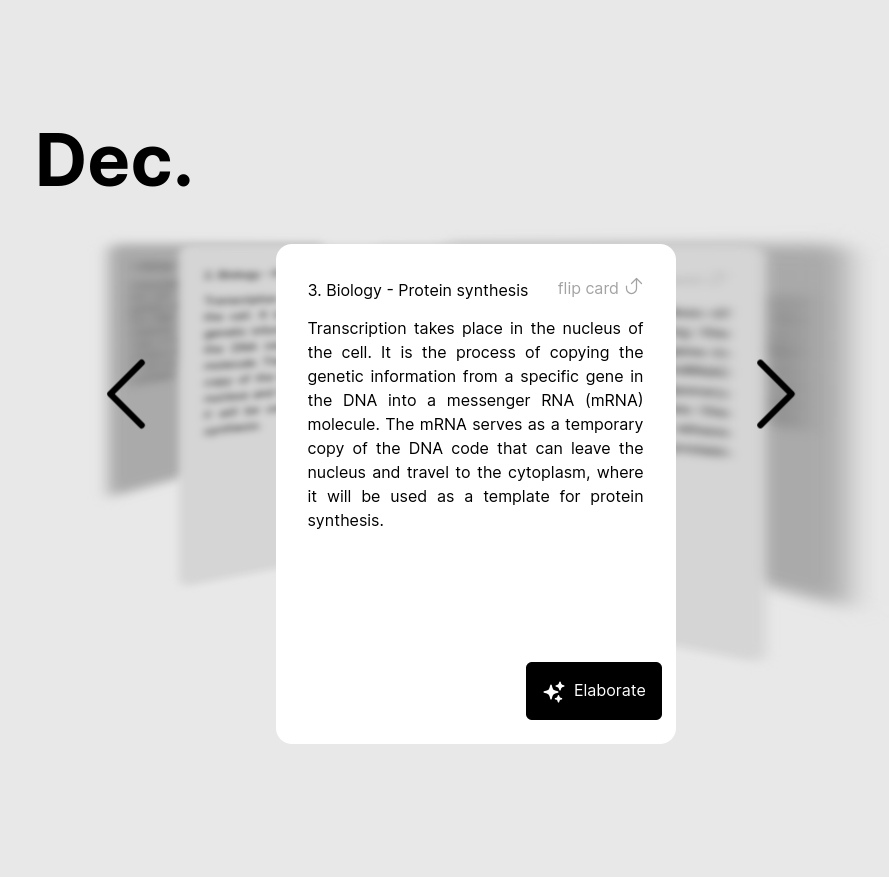 Dec.
3. Biology - Protein synthesis
flip card
Transcription takes place in the nucleus of
the cell. It is the process of copying the
genetic information from a specific gene in
the DNA into a messenger RNA (mRNA)
molecule. The mRNA serves as a temporary
copy of the DNA code that can leave the
nucleus and travel to the cytoplasm, where
it will be used as a template for protein
synthesis.
Elaborate